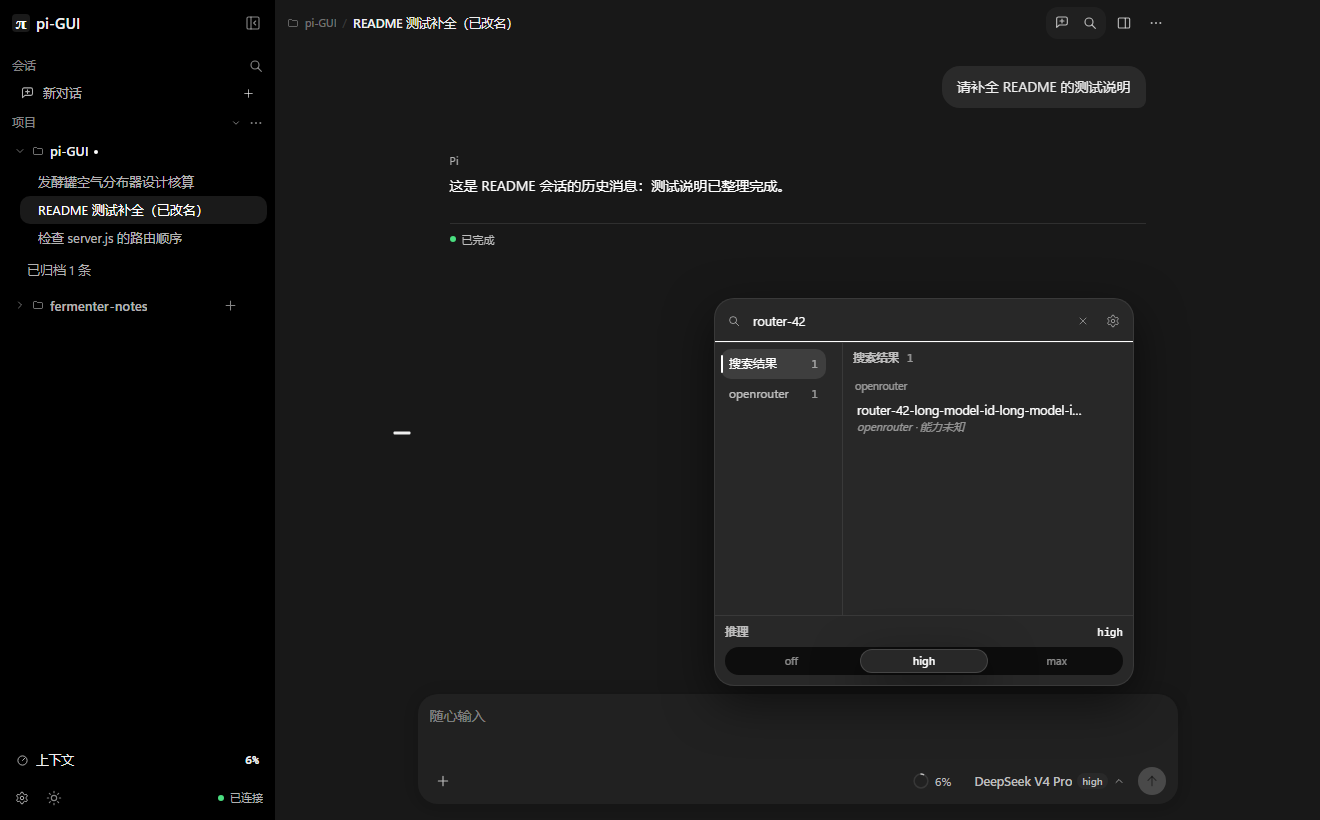 π pi-GUI
会话
新对话
项目
pi-GUI •
发酵罐空气分布器设计核算
README 测试补全（已改名）
检查 server.js 的路由顺序
已归档 1 条
fermenter-notes
上下文 6%
已连接
pi-GUI / README 测试补全（已改名）
请补全 README 的测试说明
Pi
这是 README 会话的历史消息：测试说明已整理完成。
已完成
router-42
搜索结果 1
openrouter 1
搜索结果 1
openrouter
router-42-long-model-id-long-model-i...
openrouter · 能力未知
推理 high
off high max
随心输入
6% DeepSeek V4 Pro high